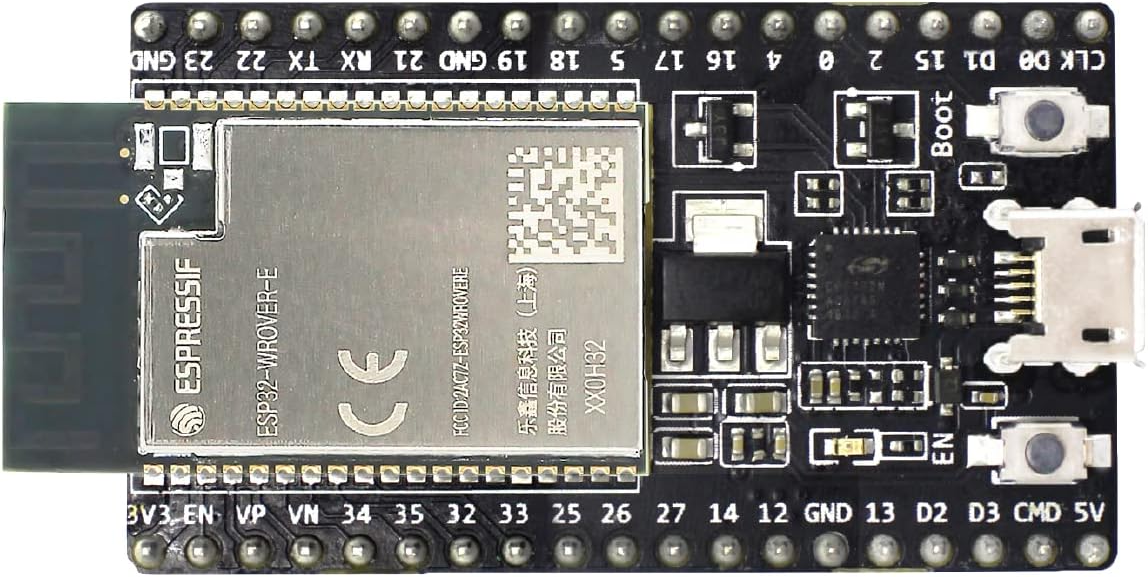 GND 23 22 TX RX 21 GND 19 18 5 17 16 4 0 2 15 D1 D0 CLK
Boot
ESPRESSIF
ESP32-WROVER-E
CE
FCC ID:2AC7Z-ESP32WROVERE
乐鑫信息科技（上海）
股份有限公司
XX0H32
EN
3V3 EN VP VN 34 35 32 33 25 26 27 14 12 GND 13 D2 D3 CMD 5V